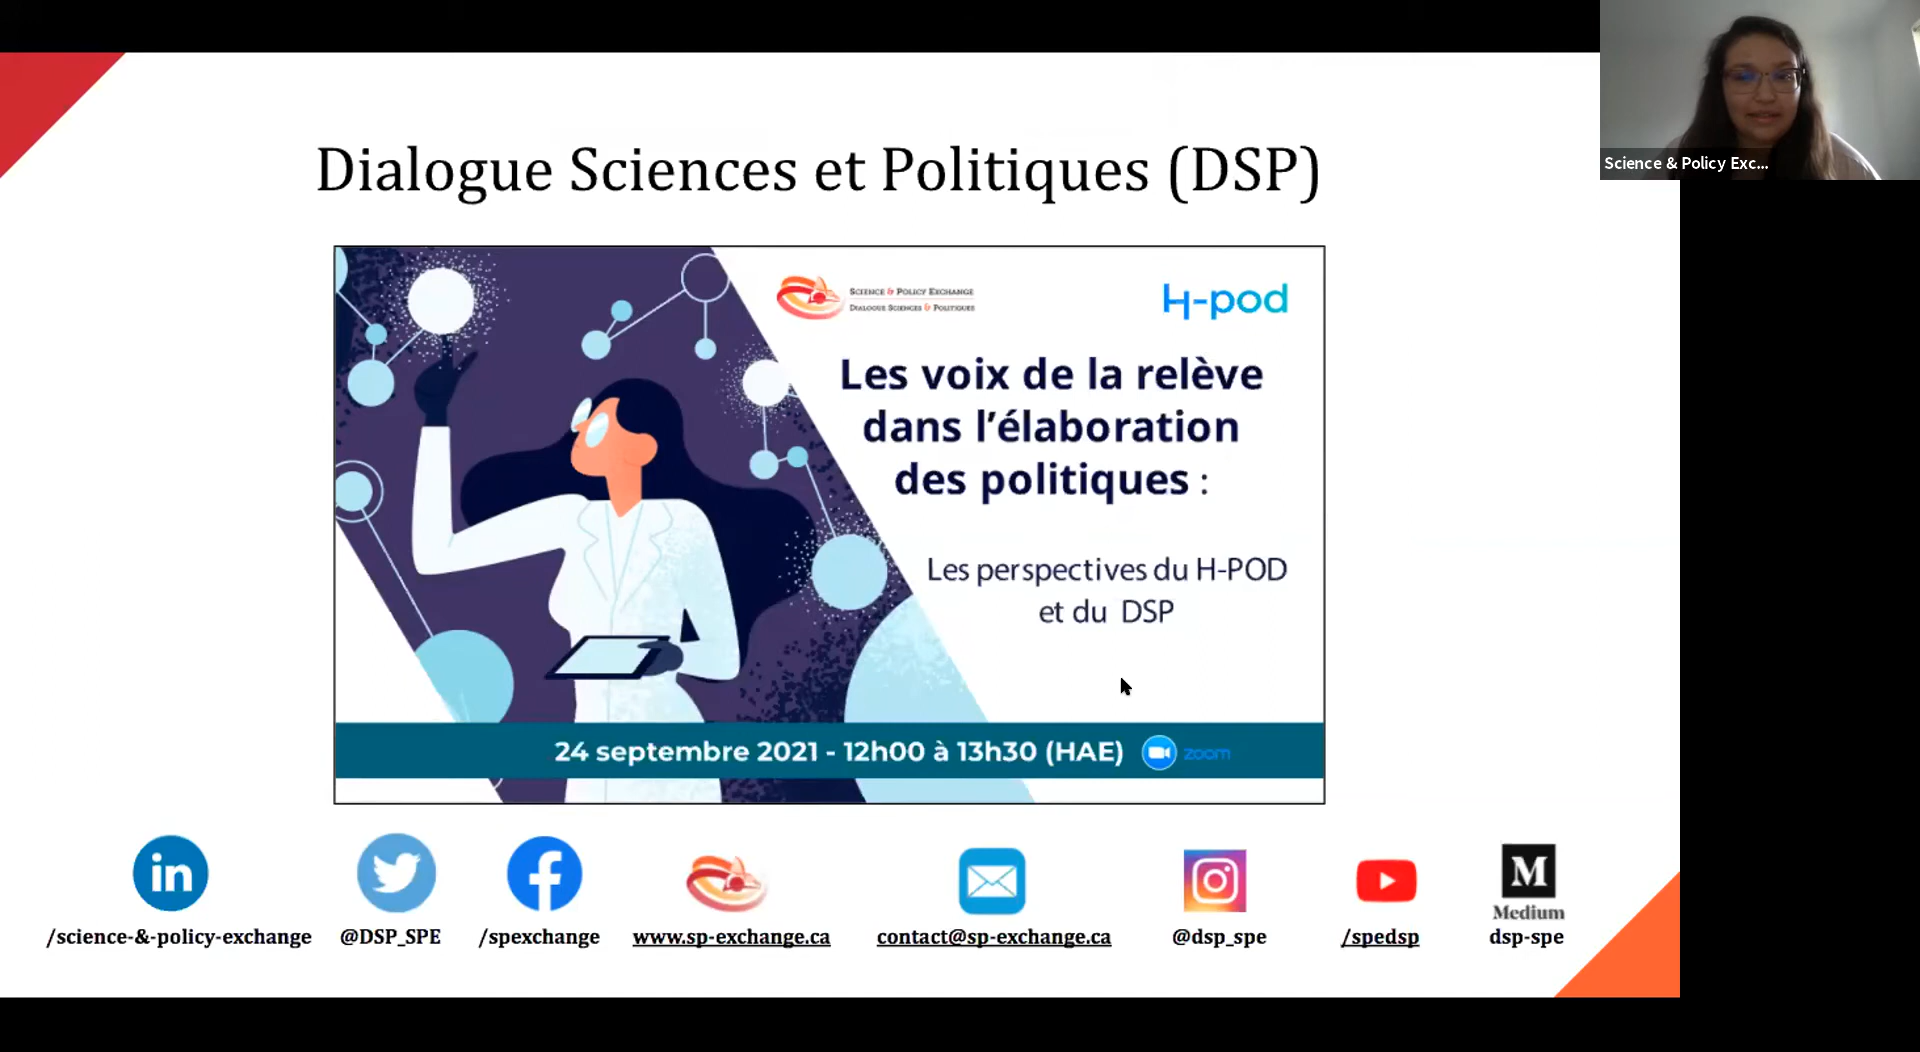 Science & Policy Exc...
Dialogue Sciences et Politiques (DSP)
SCIENCE & POLICY EXCHANGE
DIALOGUE SCIENCES & POLITIQUES
H-pod
Les voix de la relève
dans l'élaboration
des politiques :
Les perspectives du H-POD
et du DSP
24 septembre 2021 - 12h00 à 13h30 (HAE)
zoom
in
f
M
Medium
/science-&-policy-exchange
@DSP_SPE
/spexchange
www.sp-exchange.ca
contact@sp-exchange.ca
@dsp_spe
/spedsp
dsp-spe